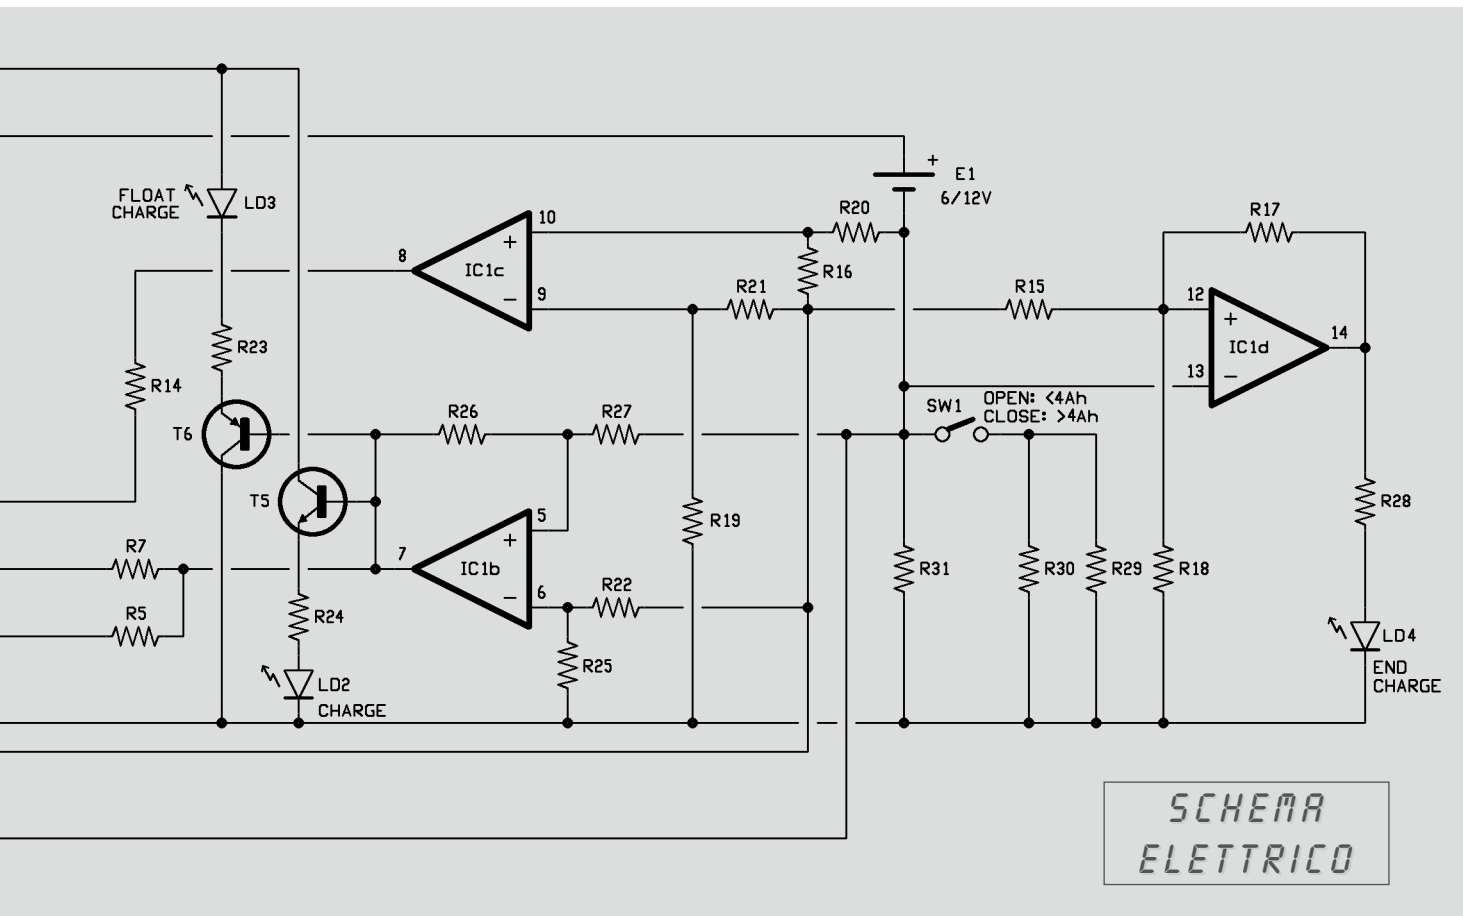 +
E1
6/12V
FLOAT
CHARGE
LD3
R20
R17
10
8
+
IC1c
R16
9
−
R21
R15
12
+
14
IC1d
13
−
R23
R14
OPEN: <4Ah
CLOSE: >4Ah
SW1
R26
R27
T6
T5
R28
5
+
R19
R7
7
IC1b
R31
R30
R29
R18
6
−
R22
R5
R24
LD4
R25
END
CHARGE
LD2
CHARGE
SCHEMA
ELETTRICO